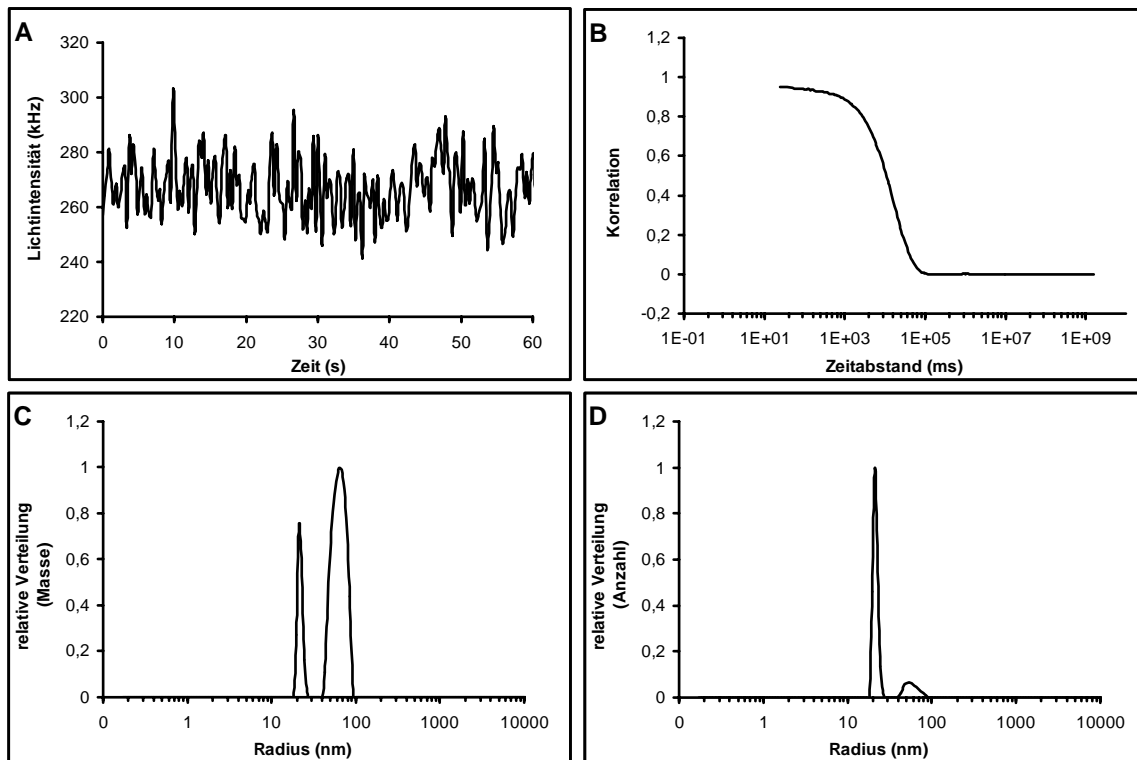 A
320
300
280
260
240
220
Lichtintensität (kHz)
0 10 20 30 40 50 60
Zeit (s)
B
1,2
1
0,8
0,6
0,4
0,2
0
-0,2
Korrelation
1E-01 1E+01 1E+03 1E+05 1E+07 1E+09
Zeitabstand (ms)
C
1,2
1
0,8
0,6
0,4
0,2
0
relative Verteilung
(Masse)
0 1 10 100 1000 10000
Radius (nm)
D
1,2
1
0,8
0,6
0,4
0,2
0
relative Verteilung
(Anzahl)
0 1 10 100 1000 10000
Radius (nm)